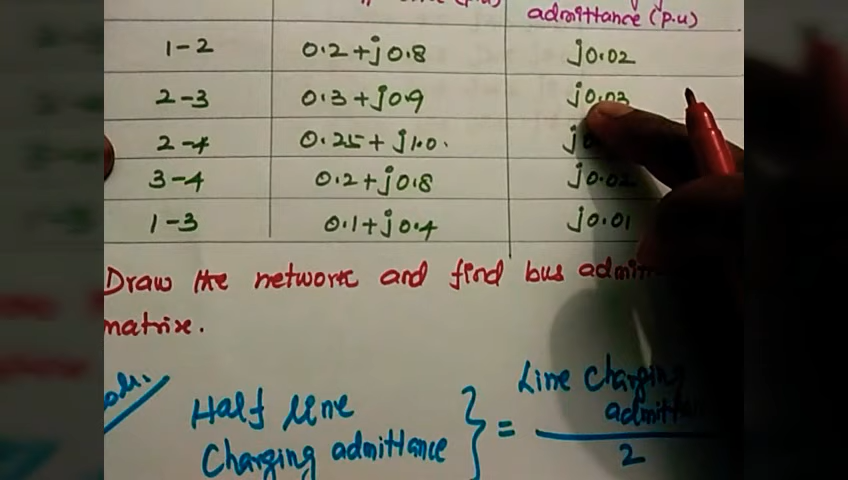 admittance (p.u)
1-2 0.2+j0.8 j0.02
2-3 0.3+j0.9 j0.03
2-4 0.25+j1.0
3-4 0.2+j0.8 j0.02
1-3 0.1+j0.4 j0.01
Draw the network and find bus
matrix.
Half line
Charging admittance } =
Line charging
2